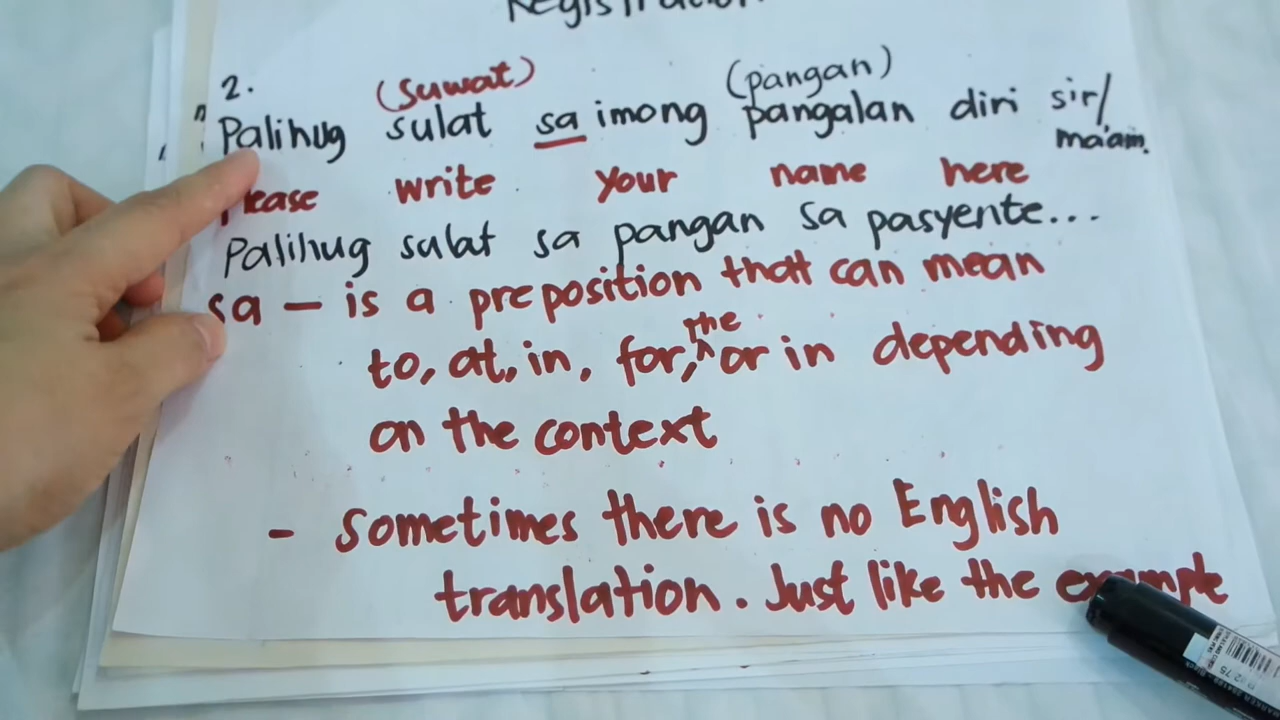 Registration
2.
(suwat) (pangan)
Palihug sulat sa imong pangalan diri sir/
ma'am.
Please write your name here
Palihug sulat sa pangan sa pasyente...
sa – is a preposition that can mean
the
to, at, in, for, ^ or in depending
on the context
- sometimes there is no English
translation. Just like the example